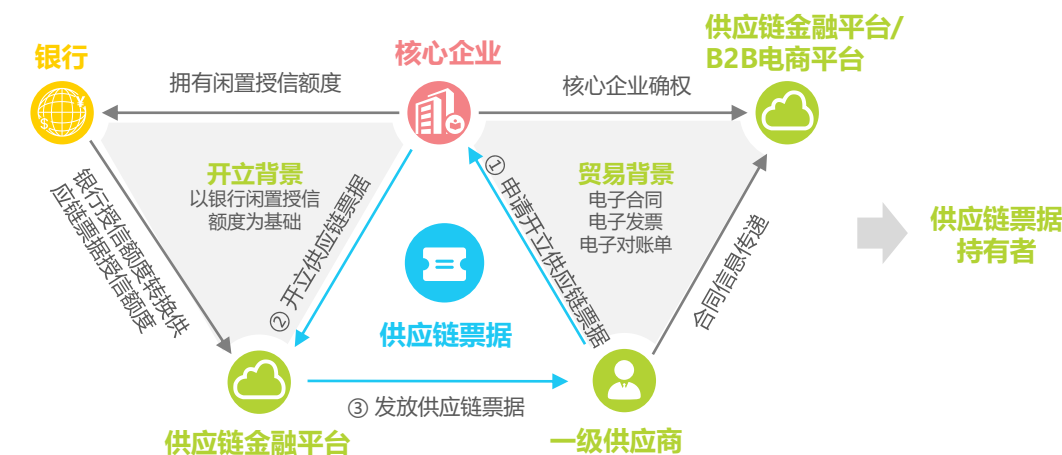 银行
核心企业
供应链金融平台/
B2B电商平台
拥有闲置授信额度
核心企业确权
¥
$
开立背景
以银行闲置授信
额度为基础
贸易背景
电子合同
电子发票
电子对账单
银行授信额度转换供
应链票据授信额度
② 开立供应链票据
① 申请开立供应链票据
合同信息传递
供应链票据
持有者
供应链票据
③ 发放供应链票据
供应链金融平台
一级供应商